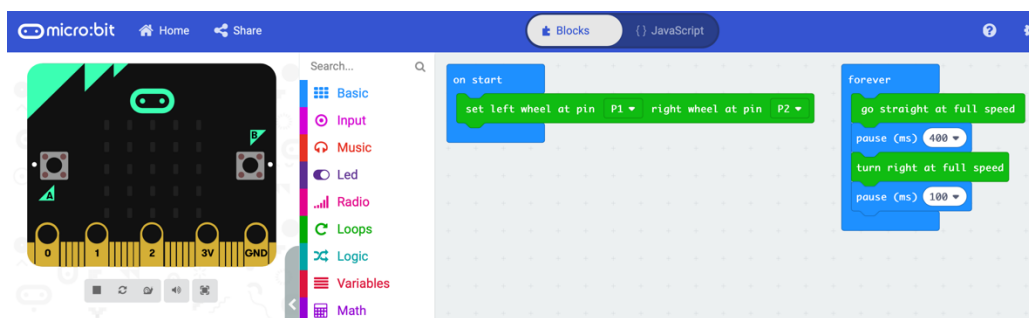 micro:bit Home Share Blocks {} JavaScript ?
Search...
Basic
Input
Music
Led
Radio
Loops
Logic
Variables
Math
B
A
0 1 2 3V GND
on start
set left wheel at pin P1 right wheel at pin P2
forever
go straight at full speed
pause (ms) 400
turn right at full speed
pause (ms) 100